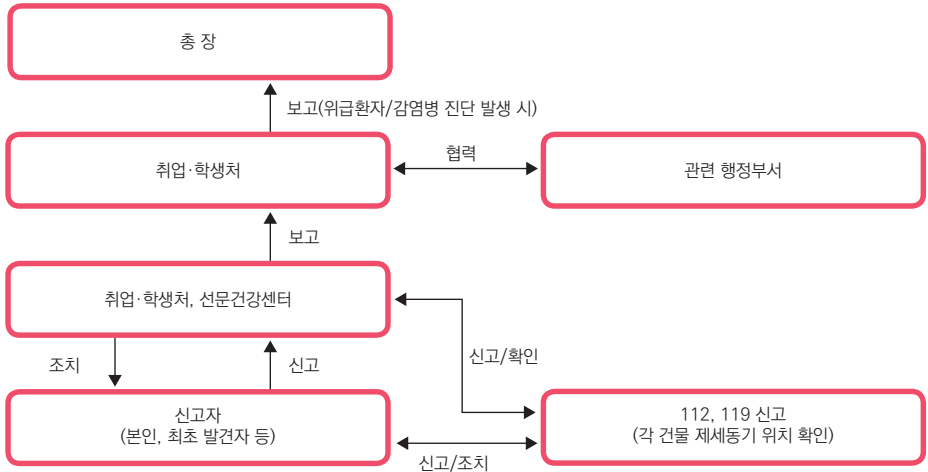 총 장
보고(위급환자/감염병 진단 발생 시)
취업·학생처
협력
관련 행정부서
보고
취업·학생처, 선문건강센터
조치
신고
신고/확인
신고자
(본인, 최초 발견자 등)
신고/조치
112, 119 신고
(각 건물 제세동기 위치 확인)